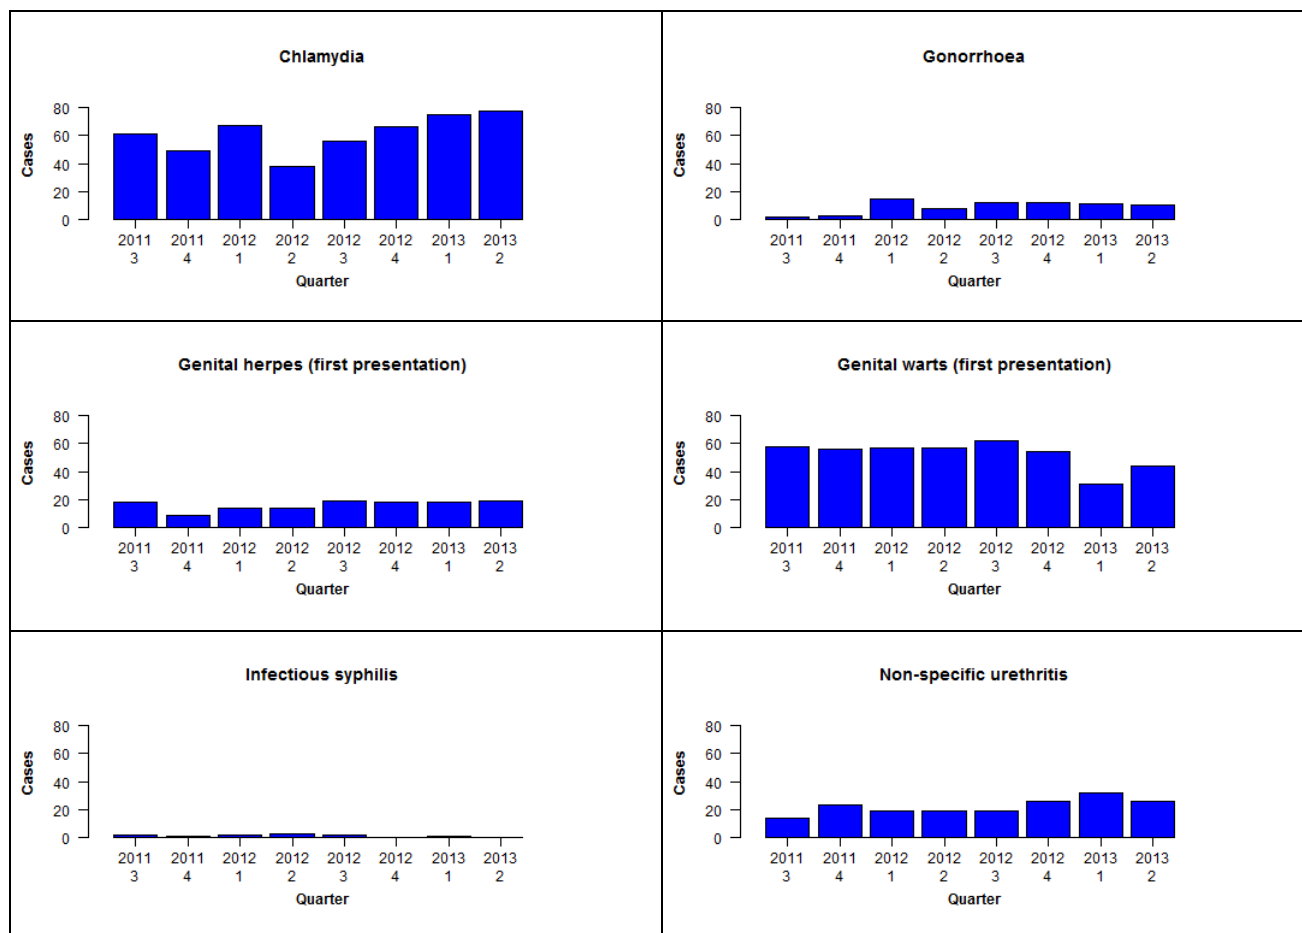 Chlamydia
Cases
80
60
40
20
0
2011 2011 2012 2012 2012 2012 2013 2013
3 4 1 2 3 4 1 2
Quarter
Gonorrhoea
Cases
80
60
40
20
0
2011 2011 2012 2012 2012 2012 2013 2013
3 4 1 2 3 4 1 2
Quarter
Genital herpes (first presentation)
Cases
80
60
40
20
0
2011 2011 2012 2012 2012 2012 2013 2013
3 4 1 2 3 4 1 2
Quarter
Genital warts (first presentation)
Cases
80
60
40
20
0
2011 2011 2012 2012 2012 2012 2013 2013
3 4 1 2 3 4 1 2
Quarter
Infectious syphilis
Cases
80
60
40
20
0
2011 2011 2012 2012 2012 2012 2013 2013
3 4 1 2 3 4 1 2
Quarter
Non-specific urethritis
Cases
80
60
40
20
0
2011 2011 2012 2012 2012 2012 2013 2013
3 4 1 2 3 4 1 2
Quarter